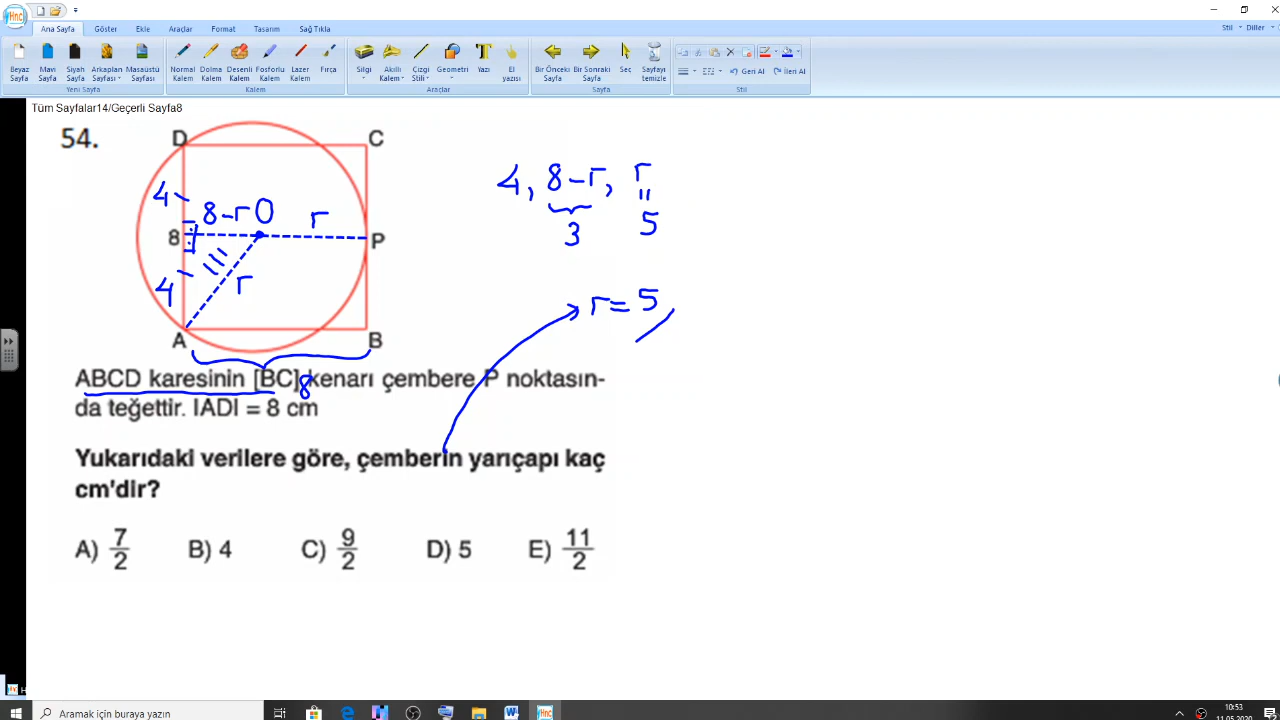 yHnc
Ana Sayfa Göster Ekle Araçlar Format Tasarım Sağ Tıkla
Stil Diller
Beyaz Sayfa Mavi Sayfa Siyah Sayfa Arkaplan Sayfası Masaüstü Sayfası
Normal Kalem Dolma Kalem Desenli Kalem Fosforlu Kalem Lazer Kalem Fırça
Silgi Akıllı Kalem Çizgi Stili Geometri Yazı El yazısı
Bir Önceki Sayfa Bir Sonraki Sayfa Seç Sayfayı temizle
Geri Al İleri Al
Yeni Sayfa Kalem Araçlar Sayfa Stil
Tüm Sayfalar14/Geçerli Sayfa8
54.
D C
4
8-r O r
8 P
4 r
A B
8
4, 8-r, r
3 5
r = 5
ABCD karesinin [BC] kenarı çembere P noktasın-
da teğettir. IADI = 8 cm
Yukarıdaki verilere göre, çemberin yarıçapı kaç
cm'dir?
A) 7/2 B) 4 C) 9/2 D) 5 E) 11/2
Aramak için buraya yazın
10:53
11.05.2020